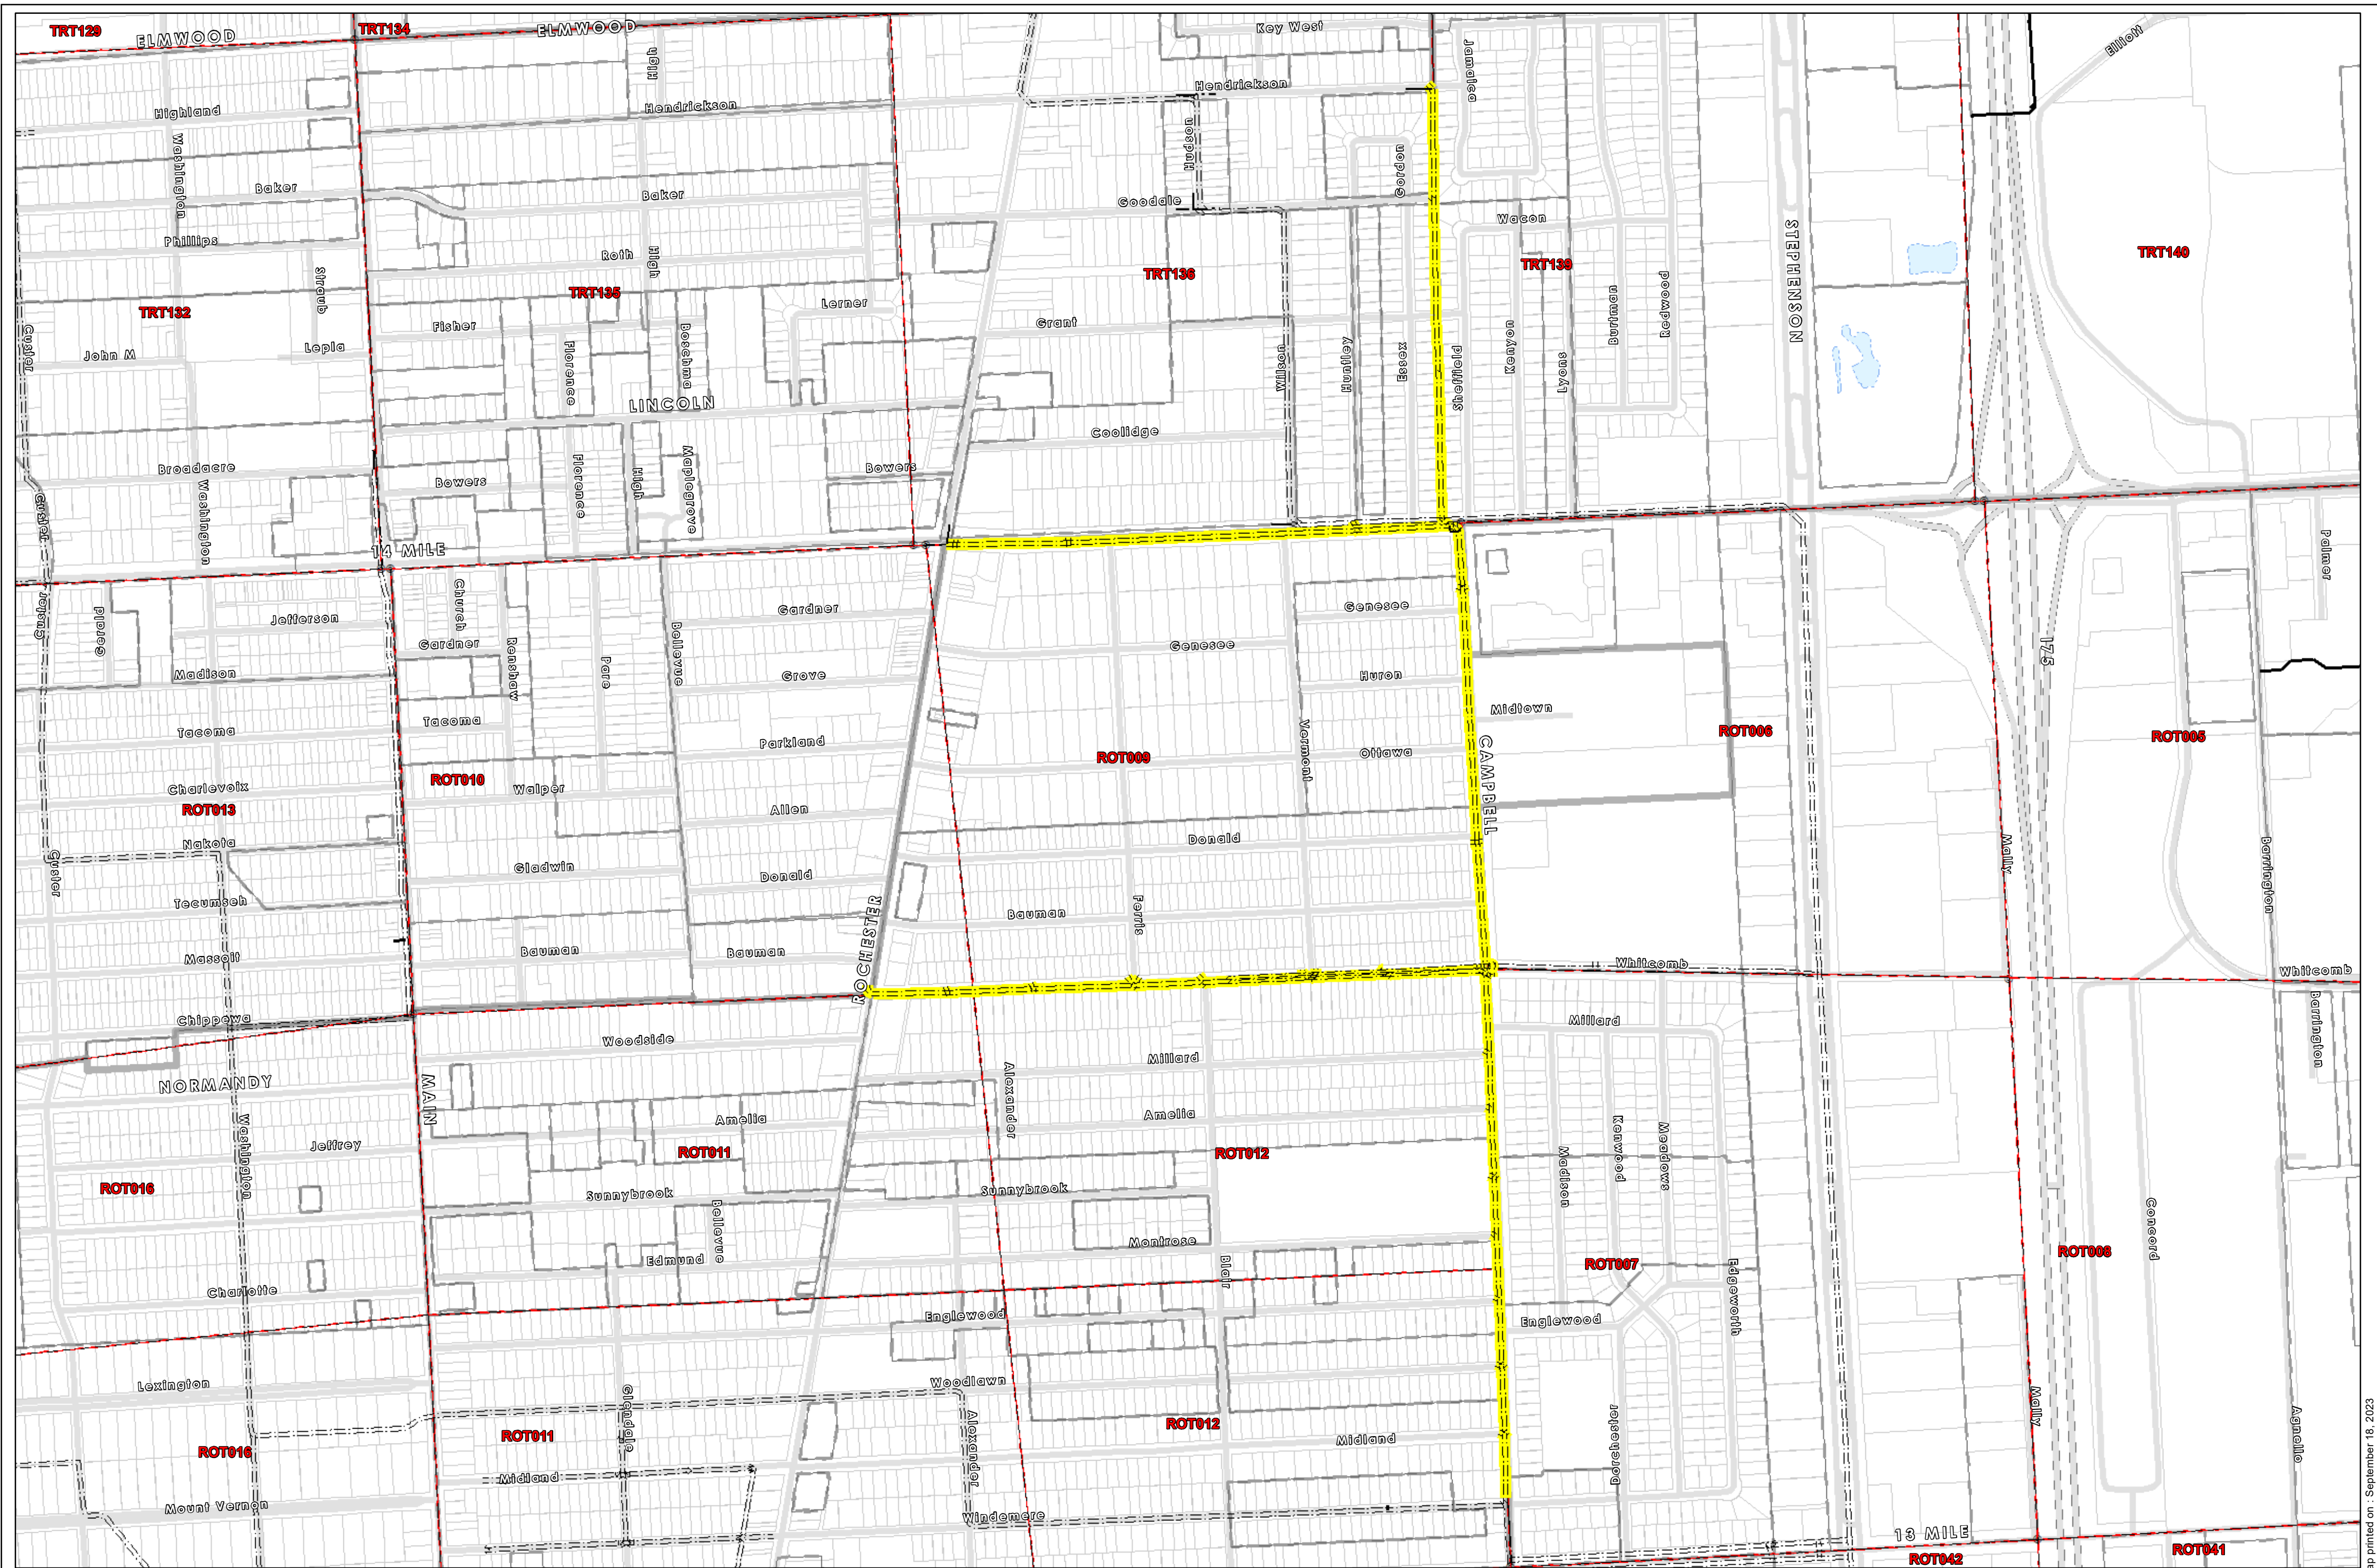 TRT129
ELMWOOD
TRT134
ELMWOOD
High
Key West
Jamaica
Elliott
Highland
Washington
Hendrickson
Hendrickson
Hudson
Gordon
Baker
Baker
Goodale
Wacon
STEPHENSON
Phillips
Straub
Roth
High
TRT136
TRT139
TRT140
TRT132
TRT135
Lerner
Burtman
Redwood
Custer
John M
Lepla
Fisher
Florence
Boschma
Grant
Wilson
Huntley
Essex
Sheffield
Kenyon
Lyons
LINCOLN
Coolidge
Broadacre
Washington
Bowers
Florence
High
Maplegrove
Bowers
Custer
14 MILE
Palmer
Custer
Gerald
Jefferson
Church
Gardner
Renshaw
Pare
Bellevue
Gardner
Genesee
Genesee
I 75
Madison
Grove
Huron
Midtown
Tacoma
Tacoma
Parkland
ROT009
Vermont
Ottawa
CAMPBELL
ROT006
ROT005
Charlevoix
ROT010
Walper
ROT013
Allen
Nakota
Custer
Gladwin
Donald
Donald
Mally
Barrington
Tecumseh
ROCHESTER
Bauman
Ferris
Massoit
Bauman
Bauman
Whitcomb
Whitcomb
Chippewa
Woodside
Millard
Barrington
NORMANDY
MAIN
Alexander
Millard
Washington
Amelia
Amelia
Jeffrey
ROT011
ROT012
Madison
Kenwood
Meadows
ROT016
Sunnybrook
Sunnybrook
Bellevue
Edmund
Montrose
Blair
ROT007
Edgeworth
ROT008
Concord
Charlotte
Englewood
Englewood
Lexington
Glendale
Woodlawn
Alexander
ROT016
ROT011
ROT012
Midland
Midland
Dorchester
Mally
Agnello
Mount Vernon
Windemere
13 MILE
ROT042
ROT041
printed on : September 18, 2023